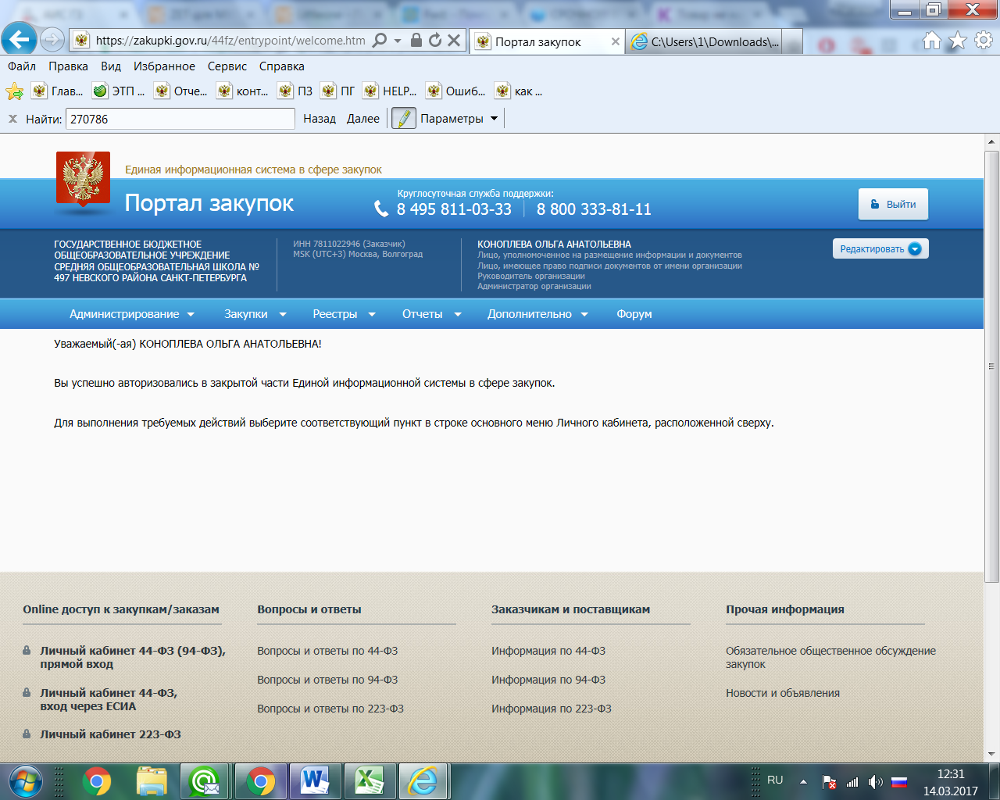 https://zakupki.gov.ru/44fz/entrypoint/welcome.htm
Портал закупок
C:\Users\1\Downloads\...
Файл Правка Вид Избранное Сервис Справка
Глав... ЭТП ... Отче... конт... ПЗ ПГ HELP... Ошиб... как ...
Найти: 270786 Назад Далее Параметры
Единая информационная система в сфере закупок
Портал закупок
Круглосуточная служба поддержки:
8 495 811-03-33 8 800 333-81-11
Выйти
ГОСУДАРСТВЕННОЕ БЮДЖЕТНОЕ
ОБЩЕОБРАЗОВАТЕЛЬНОЕ УЧРЕЖДЕНИЕ
СРЕДНЯЯ ОБЩЕОБРАЗОВАТЕЛЬНАЯ ШКОЛА №
497 НЕВСКОГО РАЙОНА САНКТ-ПЕТЕРБУРГА
ИНН 7811022946 (Заказчик)
MSK (UTC+3) Москва, Волгоград
КОНОПЛЕВА ОЛЬГА АНАТОЛЬЕВНА
Лицо, уполномоченное на размещение информации и документов
Лицо, имеющее право подписи документов от имени организации
Руководитель организации
Администратор организации
Редактировать
Администрирование Закупки Реестры Отчеты Дополнительно Форум
Уважаемый(-ая) КОНОПЛЕВА ОЛЬГА АНАТОЛЬЕВНА!
Вы успешно авторизовались в закрытой части Единой информационной системы в сфере закупок.
Для выполнения требуемых действий выберите соответствующий пункт в строке основного меню Личного кабинета, расположенной сверху.
Online доступ к закупкам/заказам
Личный кабинет 44-ФЗ (94-ФЗ),
прямой вход
Личный кабинет 44-ФЗ,
вход через ЕСИА
Личный кабинет 223-ФЗ
Вопросы и ответы
Вопросы и ответы по 44-ФЗ
Вопросы и ответы по 94-ФЗ
Вопросы и ответы по 223-ФЗ
Заказчикам и поставщикам
Информация по 44-ФЗ
Информация по 94-ФЗ
Информация по 223-ФЗ
Прочая информация
Обязательное общественное обсуждение
закупок
Новости и объявления
RU
12:31
14.03.2017